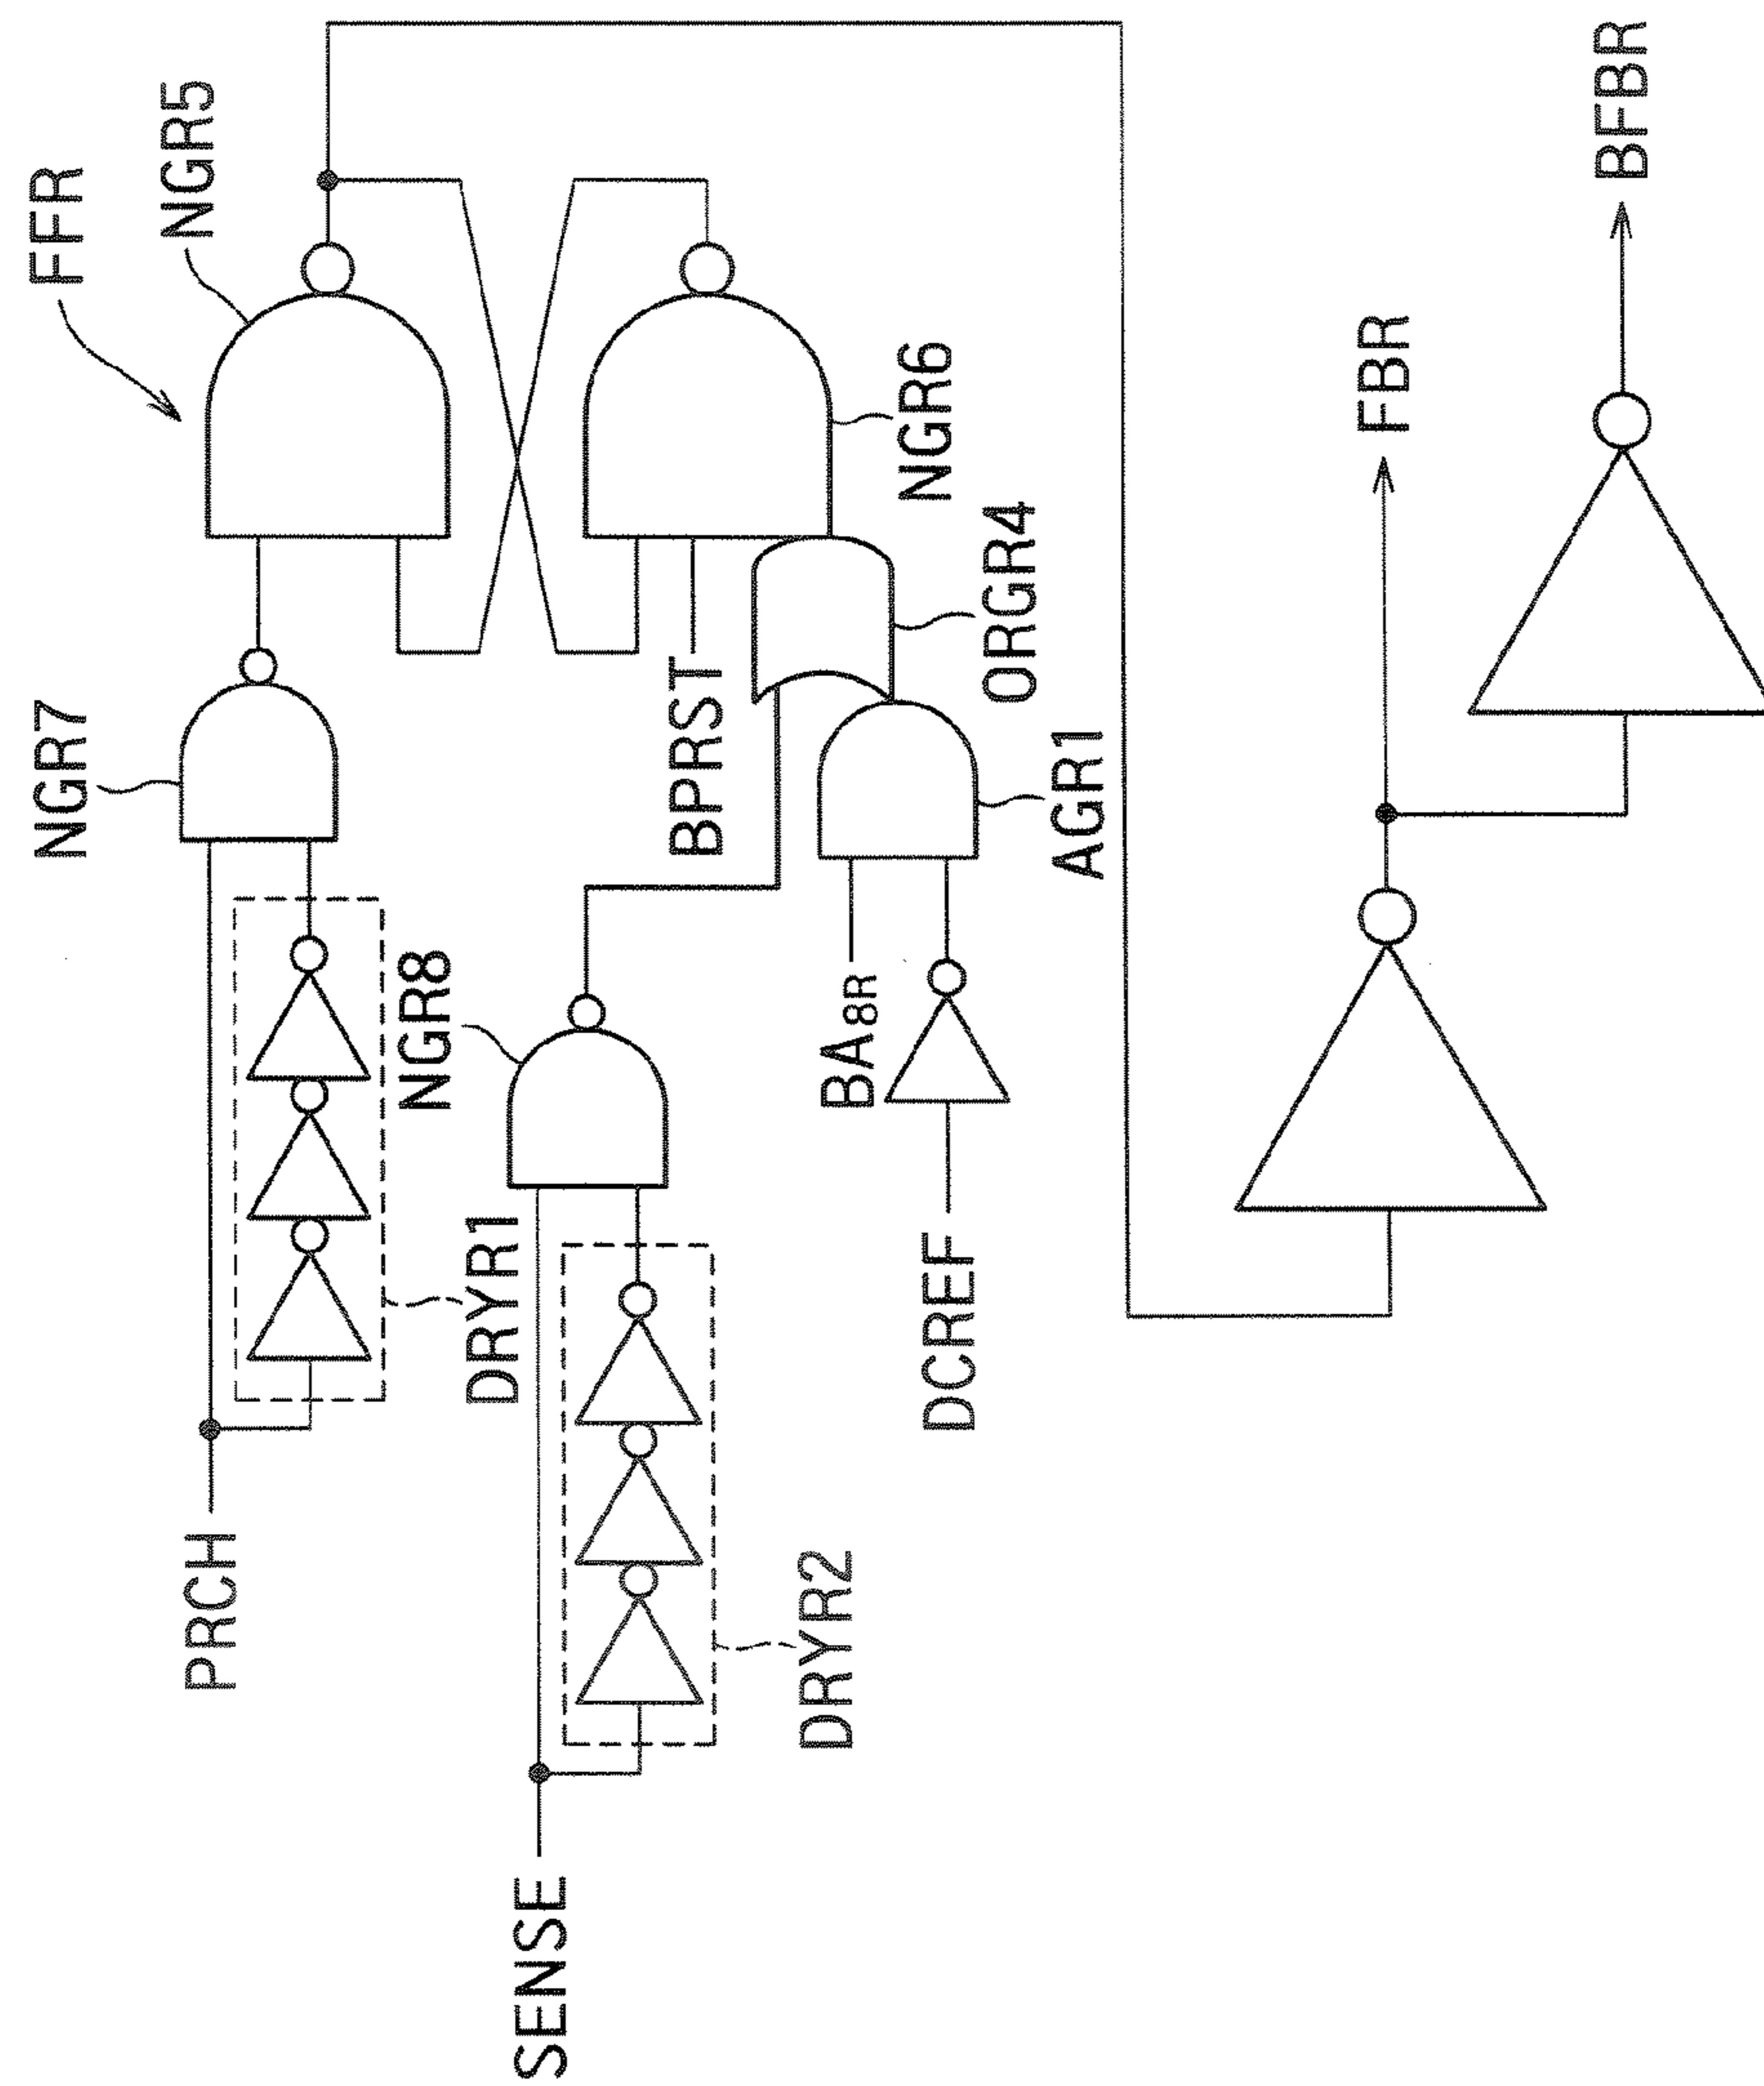 FFR
NGR5
NGR7
PRCH
DRYR1
NGR8
SENSE
DRYR2
BPRST
NGR6
ORGR4
BA8R
AGR1
DCREF
FBR
BFBR